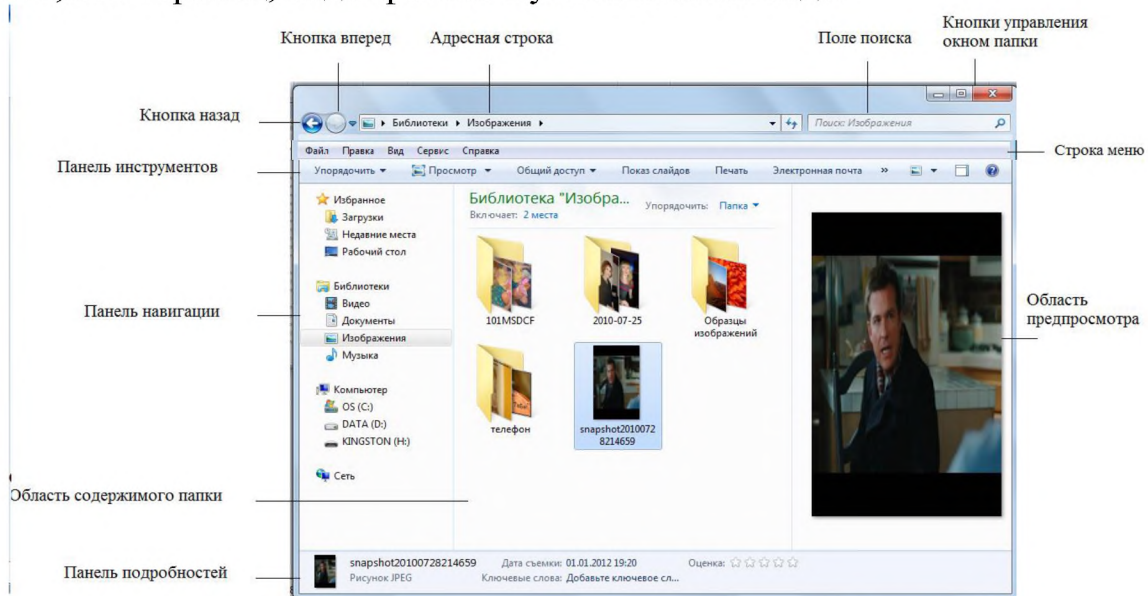 Кнопки управления
окном папки
Кнопка вперед
Адресная строка
Поле поиска
Кнопка назад
Библиотеки
Изображения
Поиск: Изображения
Файл Правка Вид Сервис Справка
Строка меню
Панель инструментов
Упорядочить
Просмотр
Общий доступ
Показ слайдов
Печать
Электронная почта »
Избранное
Загрузки
Недавние места
Рабочий стол
Библиотеки
Видео
Документы
Изображения
Музыка
Компьютер
OS (C:)
DATA (D:)
KINGSTON (H:)
Сеть
Панель навигации
Библиотека "Изобра...
Включает: 2 места
Упорядочить: Папка
101MSDCF
2010-07-25
Образцы
изображений
телефон
snapshot2010072
8214659
Область
предпросмотра
Область содержимого папки
Панель подробностей
snapshot20100728214659
Рисунок JPEG
Дата съемки: 01.01.2012 19:20
Ключевые слова: Добавьте ключевое сл...
Оценка: